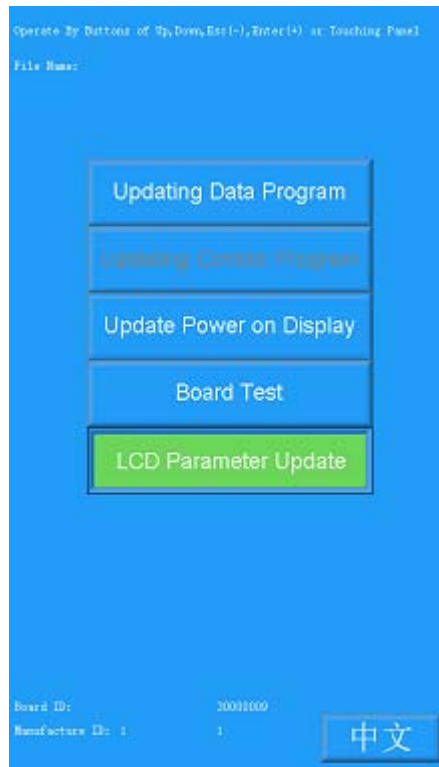 Operate By Buttons of Up,Down,Esc(-),Enter(+) or Touching Panel
File Name:
Updating Data Program
Updating Control Program
Update Power on Display
Board Test
LCD Parameter Update
Board ID: 30000009
Manufacture ID: 1 1
中文